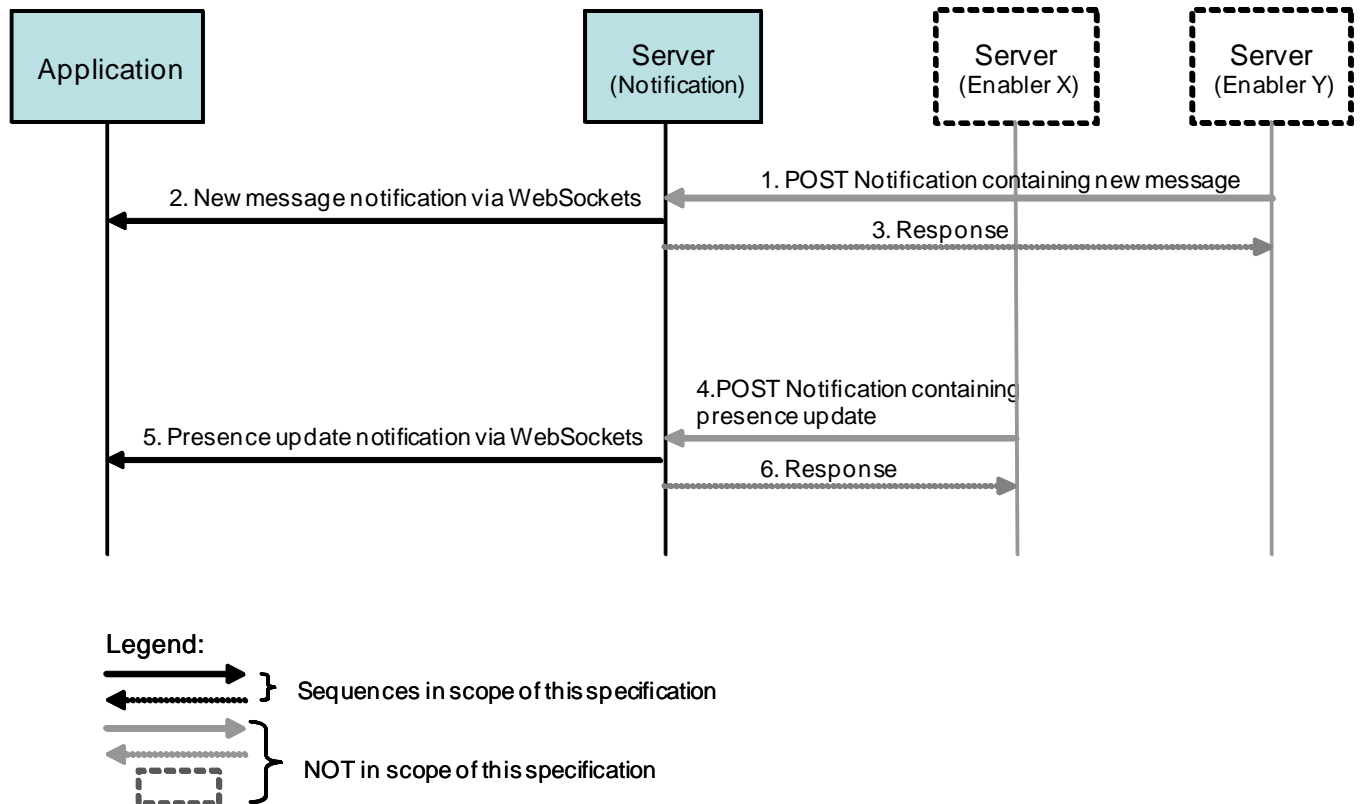 Application
Server
(Notification)
Server
(Enabler X)
Server
(Enabler Y)
1. POST Notification containing new message
2. New message notification via WebSockets
3. Response
4.POST Notification containing
presence update
5. Presence update notification via WebSockets
6. Response
Legend:
Sequences in scope of this specification
NOT in scope of this specification